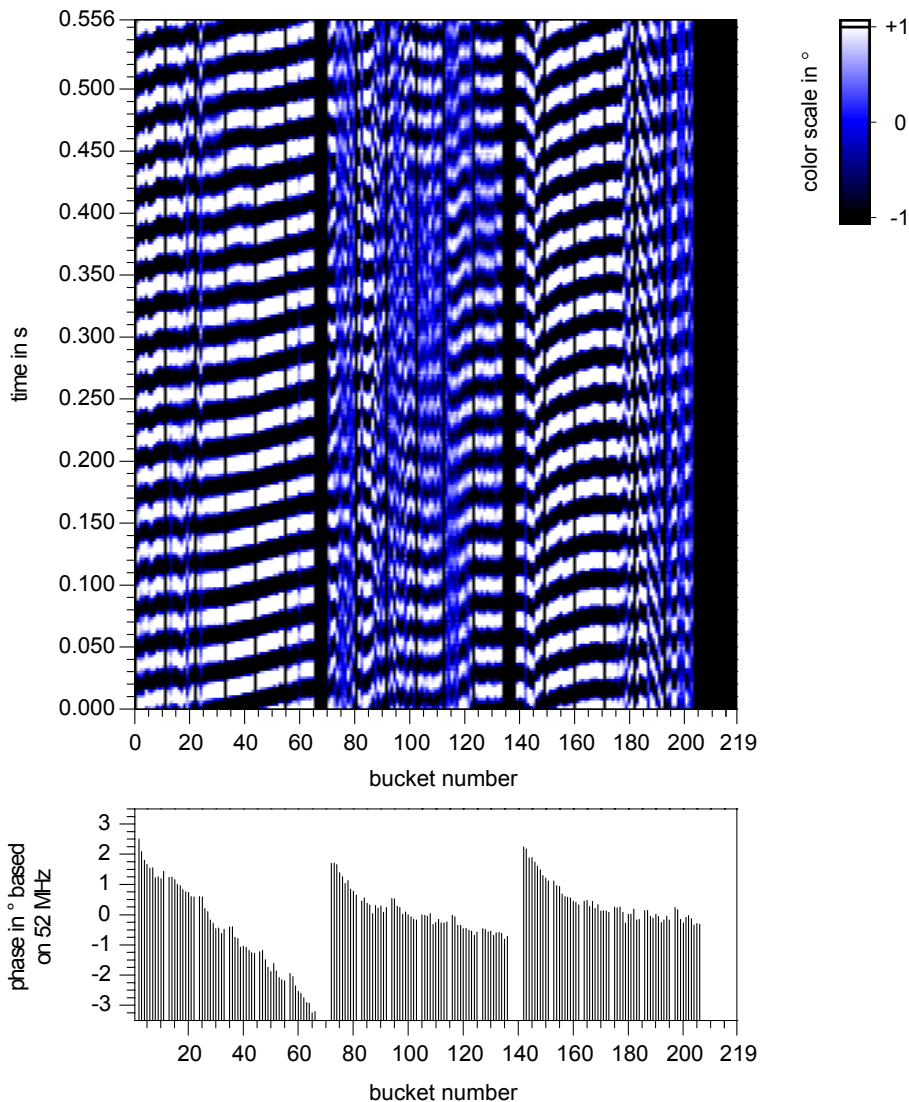 0.556
0.500
0.450
0.400
0.350
0.300
0.250
0.200
0.150
0.100
0.050
0.000
time in s
0 20 40 60 80 100 120 140 160 180 200 219
bucket number
+1
0
-1
color scale in °
3
2
1
0
-1
-2
-3
phase in ° based
on 52 MHz
20 40 60 80 100 120 140 160 180 200 219
bucket number